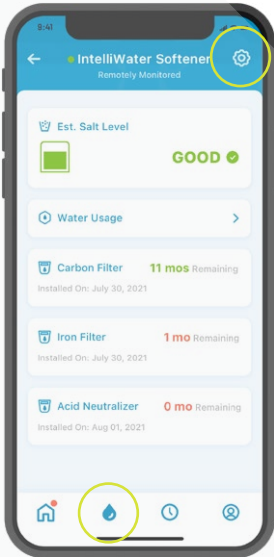 9:41
IntelliWater Softener
Remotely Monitored
Est. Salt Level
GOOD
Water Usage
Carbon Filter 11 mos Remaining
Installed On: July 30, 2021
Iron Filter 1 mo Remaining
Installed On: July 30, 2021
Acid Neutralizer 0 mo Remaining
Installed On: Aug 01, 2021